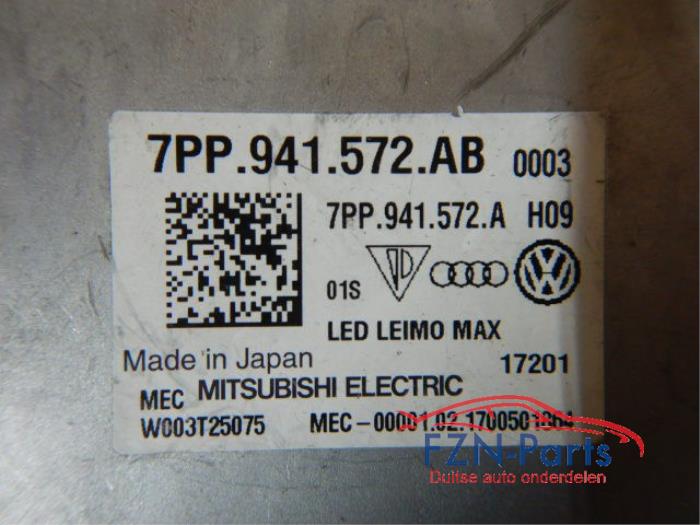 7PP.941.572.AB 0003
7PP.941.572.A H09
01S
LED LEIMO MAX
Made in Japan 17201
MEC MITSUBISHI ELECTRIC
W003T25075
FZN-Parts
Duitse auto onderdelen